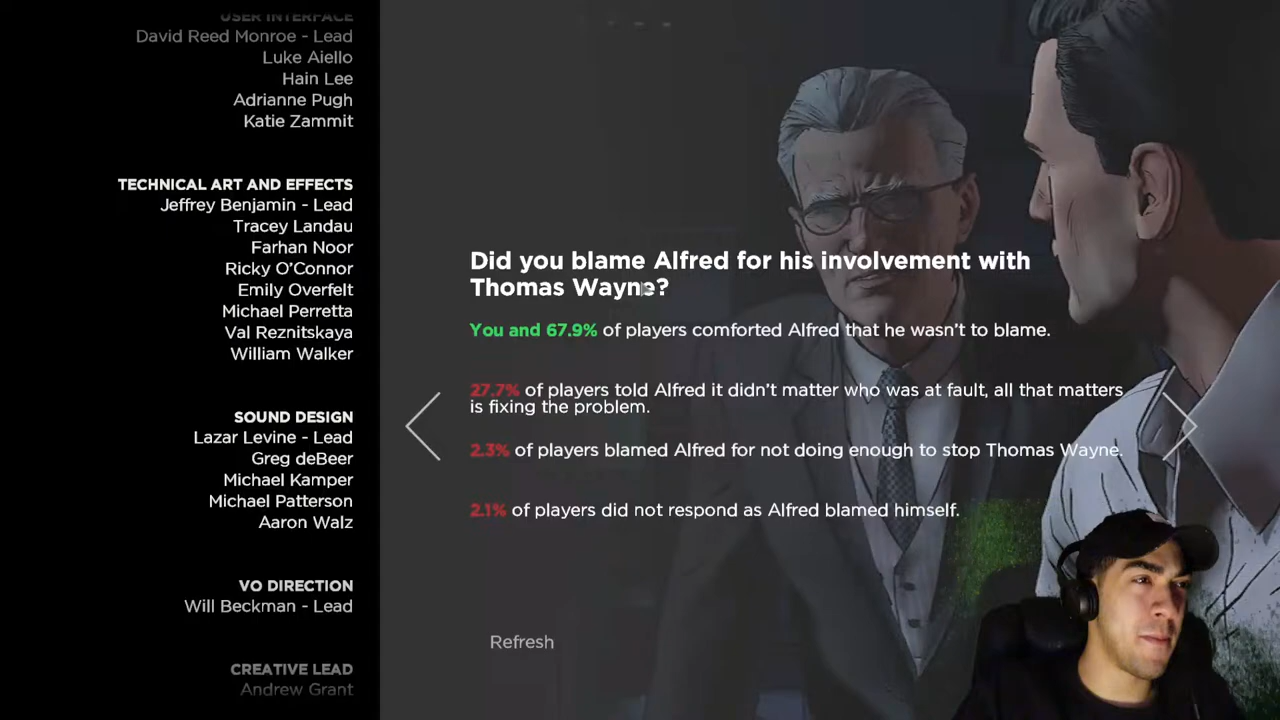 USER INTERFACE
David Reed Monroe - Lead
Luke Aiello
Hain Lee
Adrianne Pugh
Katie Zammit
TECHNICAL ART AND EFFECTS
Jeffrey Benjamin - Lead
Tracey Landau
Farhan Noor
Ricky O'Connor
Emily Overfelt
Michael Perretta
Val Reznitskaya
William Walker
SOUND DESIGN
Lazar Levine - Lead
Greg deBeer
Michael Kamper
Michael Patterson
Aaron Walz
VO DIRECTION
Will Beckman - Lead
CREATIVE LEAD
Andrew Grant
Did you blame Alfred for his involvement with
Thomas Wayne?
You and 67.9% of players comforted Alfred that he wasn't to blame.
27.7% of players told Alfred it didn't matter who was at fault, all that matters
is fixing the problem.
2.3% of players blamed Alfred for not doing enough to stop Thomas Wayne.
2.1% of players did not respond as Alfred blamed himself.
Refresh